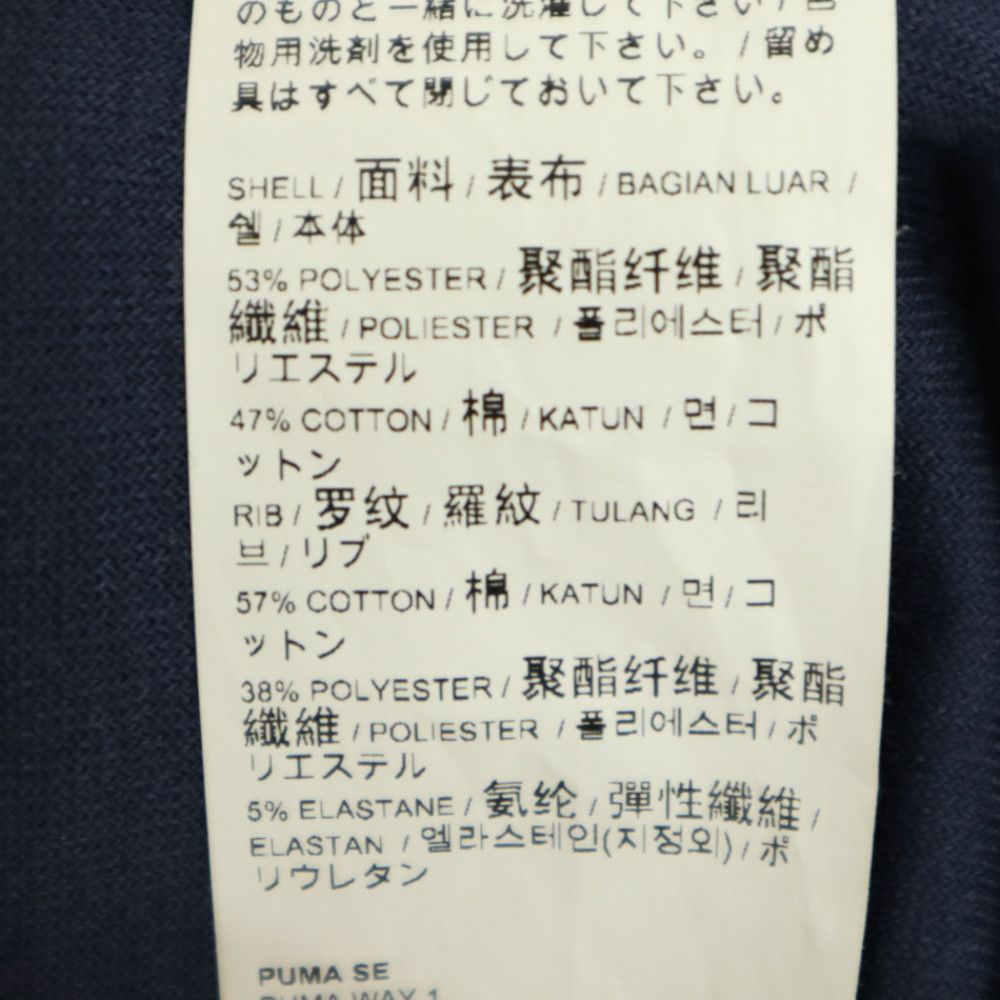 のものと一緒に洗濯して下さい / 色
物用洗剤を使用して下さい。 / 留め
具はすべて閉じておいて下さい。
SHELL / 面料 / 表布 / BAGIAN LUAR /
쉘 / 本体
53% POLYESTER / 聚酯纤维 / 聚酯
纖維 / POLIESTER / 폴리에스터 / ポ
リエステル
47% COTTON / 棉 / KATUN / 면 / コ
ットン
RIB / 罗纹 / 羅紋 / TULANG / 리
브 / リブ
57% COTTON / 棉 / KATUN / 면 / コ
ットン
38% POLYESTER / 聚酯纤维 / 聚酯
纖維 / POLIESTER / 폴리에스터 / ポ
リエステル
5% ELASTANE / 氨纶 / 彈性纖維 /
ELASTAN / 엘라스테인(지정외) / ポ
リウレタン
PUMA SE
PUMA WAY 1